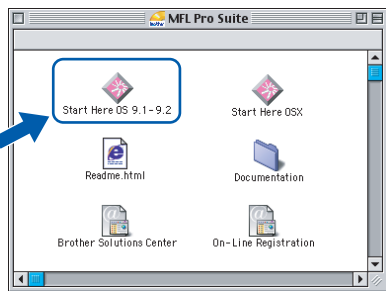 MFL Pro Suite
Start Here OS 9.1-9.2
Start Here OSX
Readme.html
Documentation
Brother Solutions Center
On-Line Registration